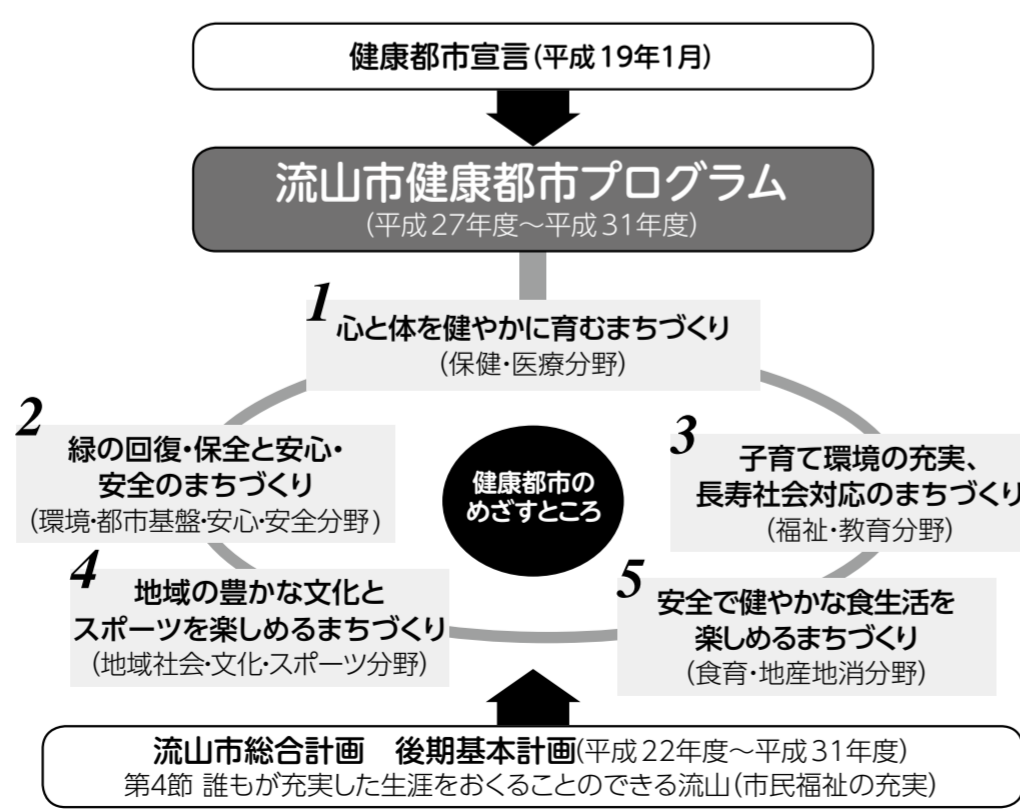 健康都市宣言(平成19年1月)
流山市健康都市プログラム
(平成27年度～平成31年度)
1
心と体を健やかに育むまちづくり
(保健・医療分野)
2
緑の回復・保全と安心・
安全のまちづくり
(環境・都市基盤・安心・安全分野)
3
子育て環境の充実、
長寿社会対応のまちづくり
(福祉・教育分野)
健康都市の
めざすところ
4
地域の豊かな文化と
スポーツを楽しめるまちづくり
(地域社会・文化・スポーツ分野)
5
安全で健やかな食生活を
楽しめるまちづくり
(食育・地産地消分野)
流山市総合計画　後期基本計画(平成22年度～平成31年度)
第4節 誰もが充実した生涯をおくることのできる流山(市民福祉の充実)